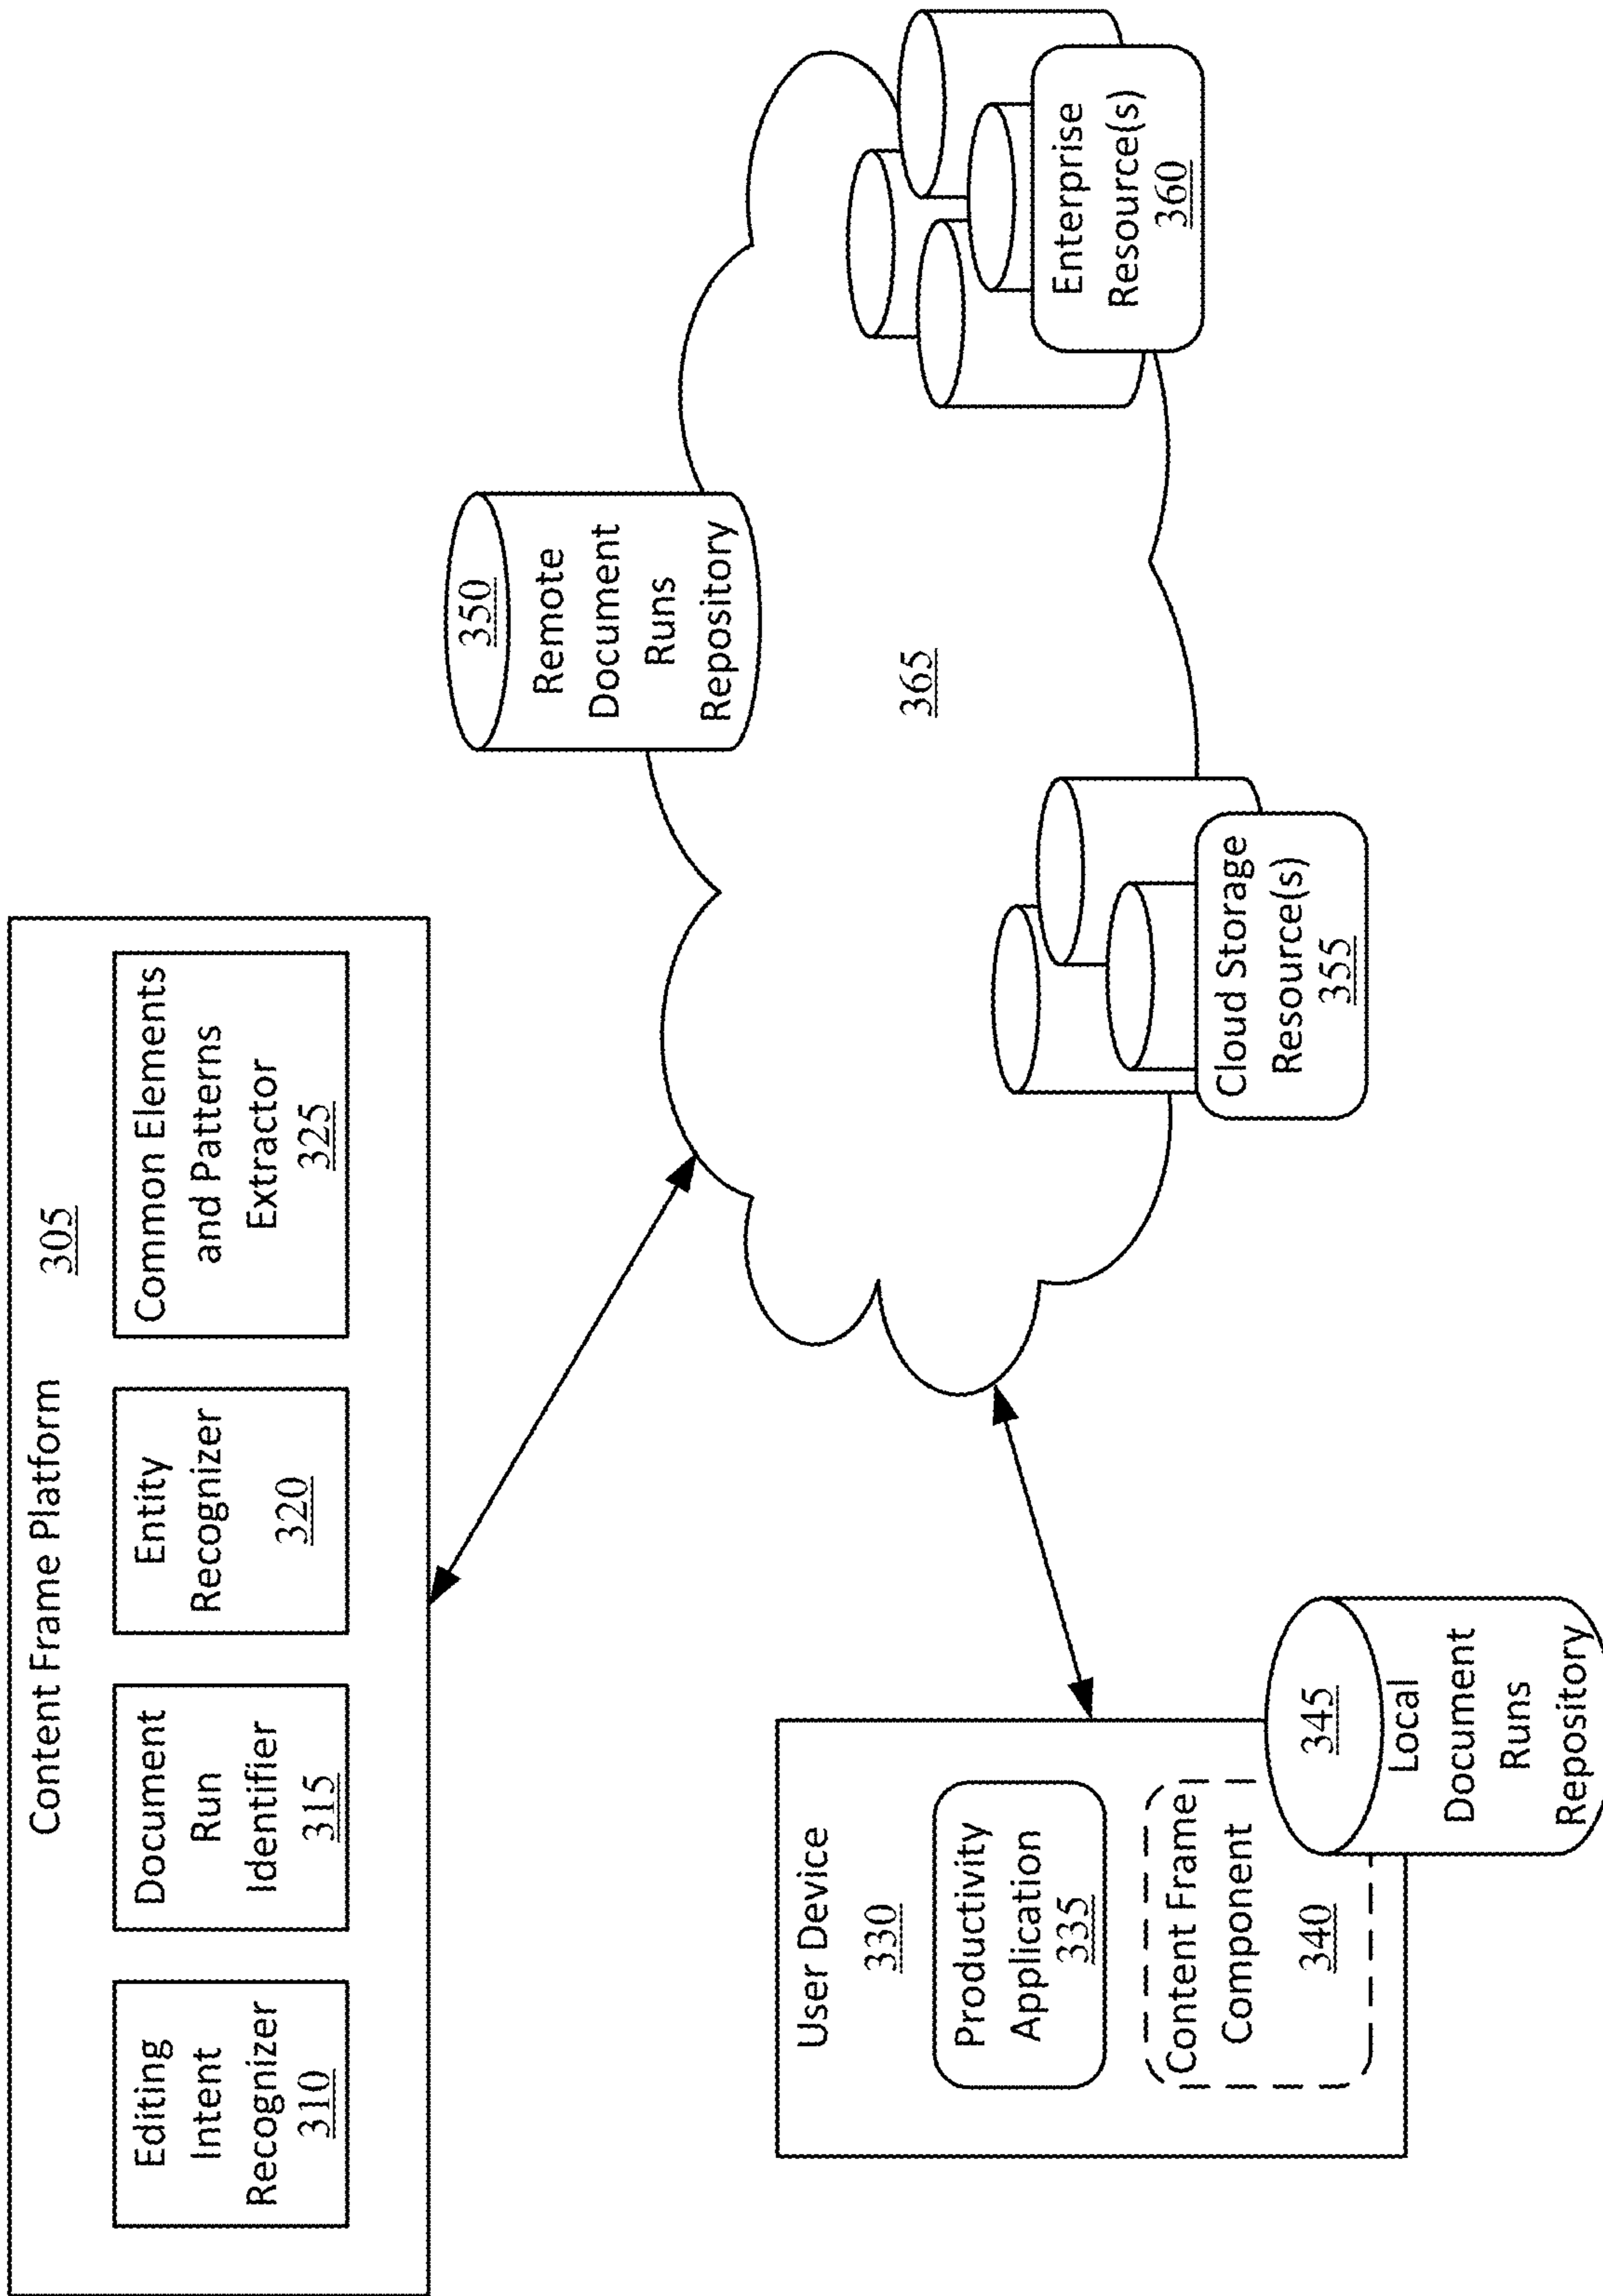 Content Frame Platform 305
Editing
Intent
Recognizer
310
Document
Run
Identifier
315
Entity
Recognizer
320
Common Elements
and Patterns
Extractor
325
350
Remote
Document
Runs
Repository
365
User Device
330
Productivity
Application
335
Content Frame
Component
340
345
Local
Document
Runs
Repository
Cloud Storage
Resource(s)
355
Enterprise
Resource(s)
360